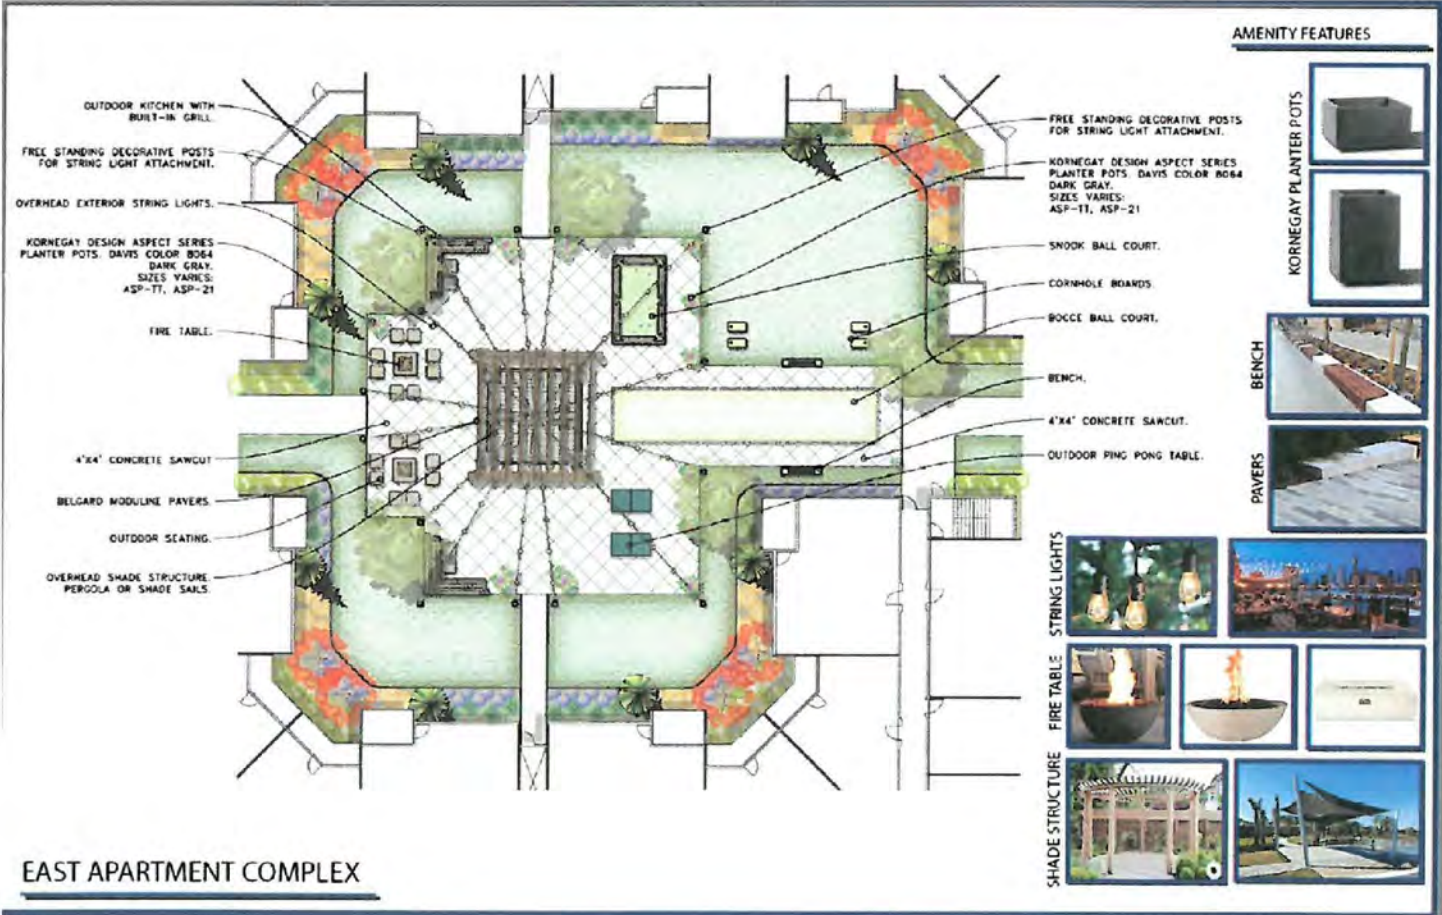 AMENITY FEATURES
OUTDOOR KITCHEN WITH
BUILT-IN GRILL.
FREE STANDING DECORATIVE POSTS
FOR STRING LIGHT ATTACHMENT.
OVERHEAD EXTERIOR STRING LIGHTS.
KORNEGAY DESIGN ASPECT SERIES
PLANTER POTS. DAVIS COLOR 8064
DARK GRAY.
SIZES VARIES:
ASP-TT, ASP-21
FIRE TABLE.
4'X4' CONCRETE SAWCUT
BELGARD MODULINE PAVERS.
OUTDOOR SEATING.
OVERHEAD SHADE STRUCTURE.
PERGOLA OR SHADE SAILS.
FREE STANDING DECORATIVE POSTS
FOR STRING LIGHT ATTACHMENT.
KORNEGAY DESIGN ASPECT SERIES
PLANTER POTS. DAVIS COLOR 8064
DARK GRAY.
SIZES VARIES:
ASP-TT, ASP-21
SNOOK BALL COURT.
CORNHOLE BOARDS.
BOCCE BALL COURT.
BENCH.
4'X4' CONCRETE SAWCUT.
OUTDOOR PING PONG TABLE.
KORNEGAY PLANTER POTS
BENCH
PAVERS
STRING LIGHTS
FIRE TABLE
SHADE STRUCTURE
EAST APARTMENT COMPLEX